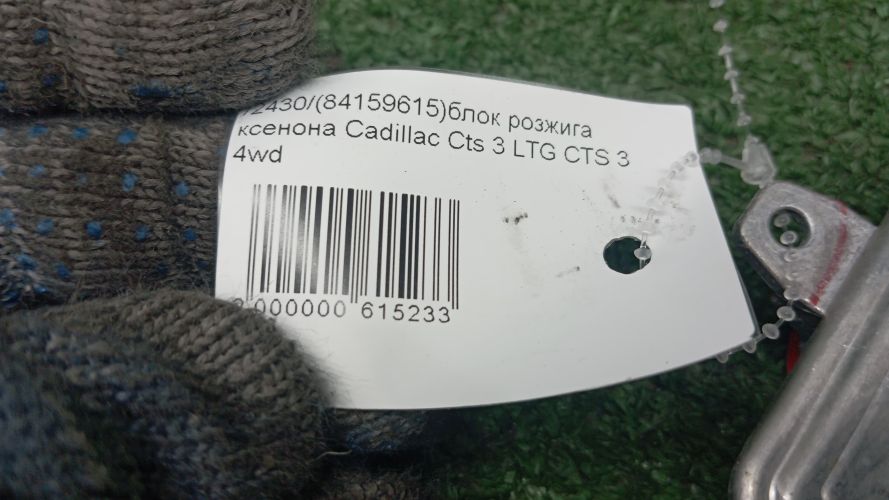 /2430/(84159615)блок розжига
ксенона Cadillac Cts 3 LTG CTS 3
4wd
000000 615233